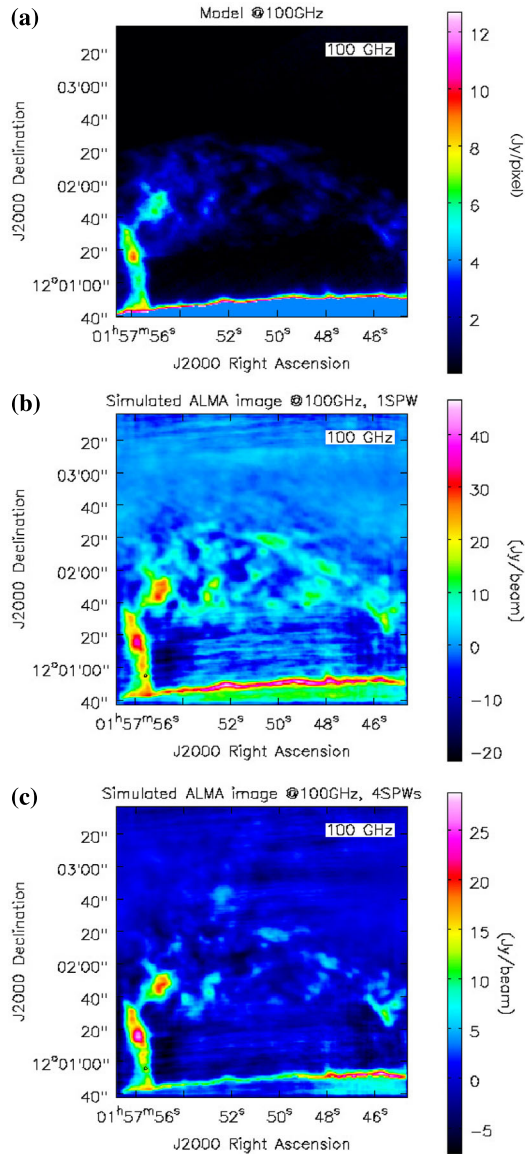 (a)
Model @100GHz
100 GHz
20"
03'00"
40"
20"
02'00"
40"
20"
12°01'00"
40"
01ʰ57ᵐ56ˢ 52ˢ 50ˢ 48ˢ 46ˢ
J2000 Right Ascension
J2000 Declination
12
10
8
6
4
2
(Jy/pixel)
(b)
Simulated ALMA image @100GHz, 1SPW
100 GHz
20"
03'00"
40"
20"
02'00"
40"
20"
12°01'00"
40"
01ʰ57ᵐ56ˢ 52ˢ 50ˢ 48ˢ 46ˢ
J2000 Right Ascension
J2000 Declination
40
30
20
10
0
−10
−20
(Jy/beam)
(c)
Simulated ALMA image @100GHz, 4SPWs
100 GHz
20"
03'00"
40"
20"
02'00"
40"
20"
12°01'00"
40"
01ʰ57ᵐ56ˢ 52ˢ 50ˢ 48ˢ 46ˢ
J2000 Right Ascension
J2000 Declination
25
20
15
10
5
0
−5
(Jy/beam)